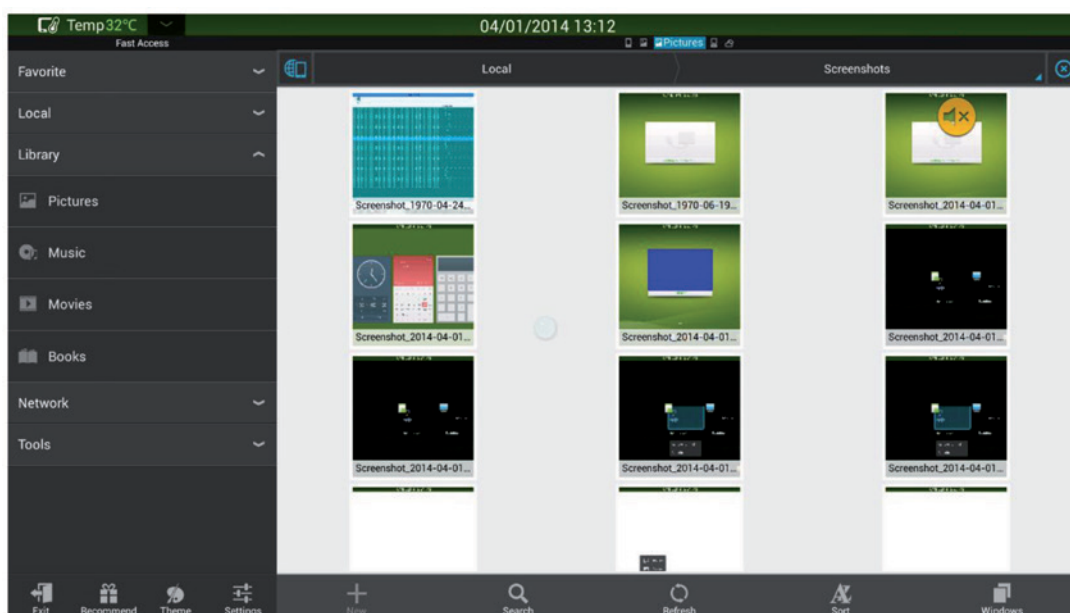 Temp 32°C
04/01/2014 13:12
Fast Access
Pictures
Favorite
Local
Screenshots
Local
Library
Pictures
Music
Movies
Books
Network
Tools
Screenshot_1970-04-24...
Screenshot_1970-06-19...
Screenshot_2014-04-01...
Screenshot_2014-04-01...
Screenshot_2014-04-01...
Screenshot_2014-04-01...
Screenshot_2014-04-01...
Screenshot_2014-04-01...
Screenshot_2014-04-01...
Exit
Recommend
Theme
Settings
New
Search
Refresh
Sort
Windows